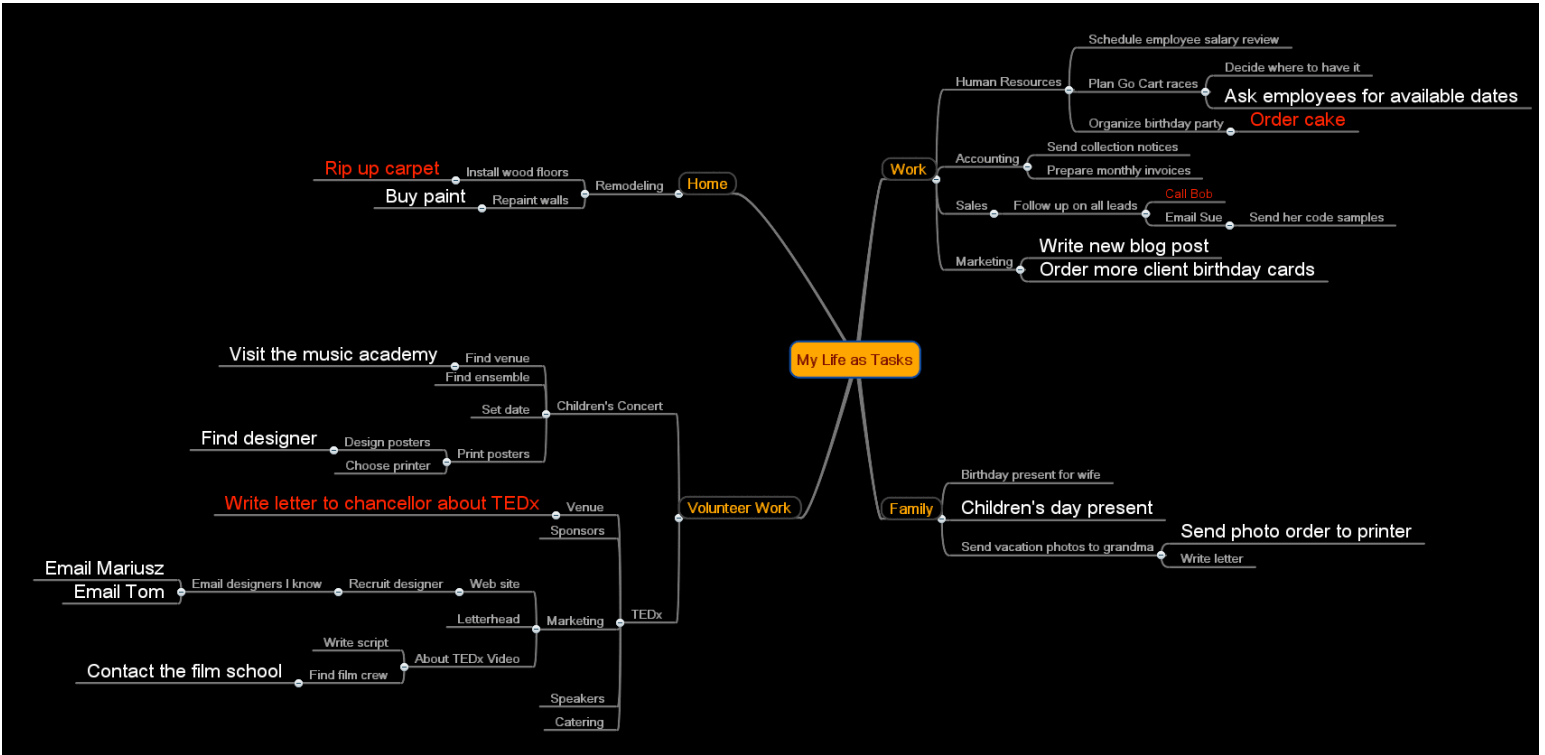 My Life as Tasks
Work
Human Resources
Schedule employee salary review
Plan Go Cart races
Decide where to have it
Ask employees for available dates
Organize birthday party
Order cake
Accounting
Send collection notices
Prepare monthly invoices
Sales
Follow up on all leads
Call Bob
Email Sue
Send her code samples
Marketing
Write new blog post
Order more client birthday cards
Family
Birthday present for wife
Children's day present
Send vacation photos to grandma
Send photo order to printer
Write letter
Home
Remodeling
Install wood floors
Rip up carpet
Repaint walls
Buy paint
Volunteer Work
Children's Concert
Find venue
Visit the music academy
Find ensemble
Set date
Print posters
Design posters
Find designer
Choose printer
TEDx
Venue
Write letter to chancellor about TEDx
Sponsors
Marketing
Web site
Recruit designer
Email designers I know
Email Mariusz
Email Tom
Letterhead
About TEDx Video
Write script
Find film crew
Contact the film school
Speakers
Catering